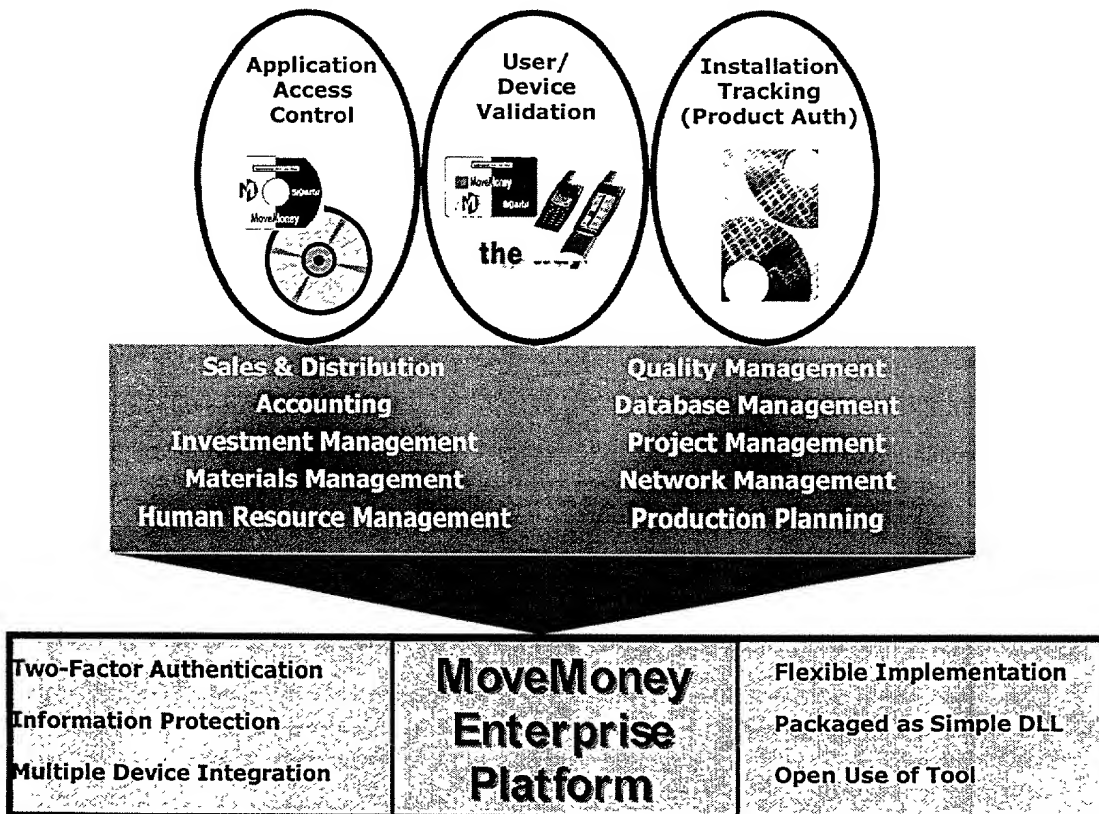 Application
Access
Control
User/
Device
Validation
Installation
Tracking
(Product Auth)
MoveMoney
MoveMoney
the way
Sales & Distribution
Quality Management
Accounting
Database Management
Investment Management
Project Management
Materials Management
Network Management
Human Resource Management
Production Planning
Two-Factor Authentication
Information Protection
Multiple Device Integration
MoveMoney
Enterprise
Platform
Flexible Implementation
Packaged as Simple DLL
Open Use of Tool